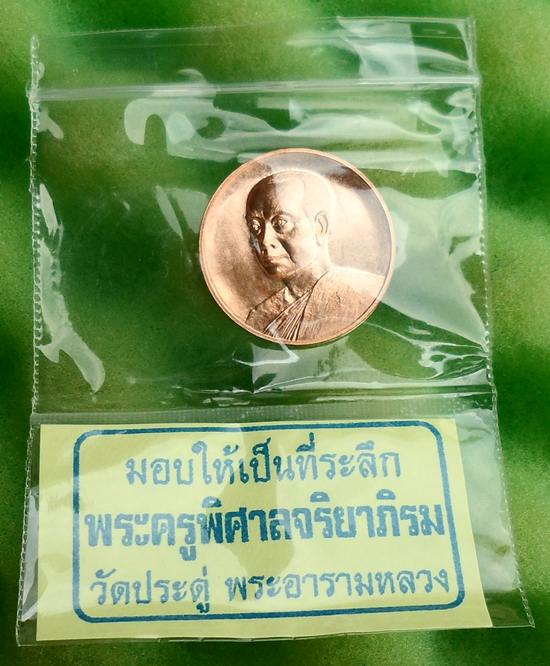 มอบให้เป็นที่ระลึก
พระครูพิศาลจริยาภิรม
วัดประดู่ พระอารามหลวง